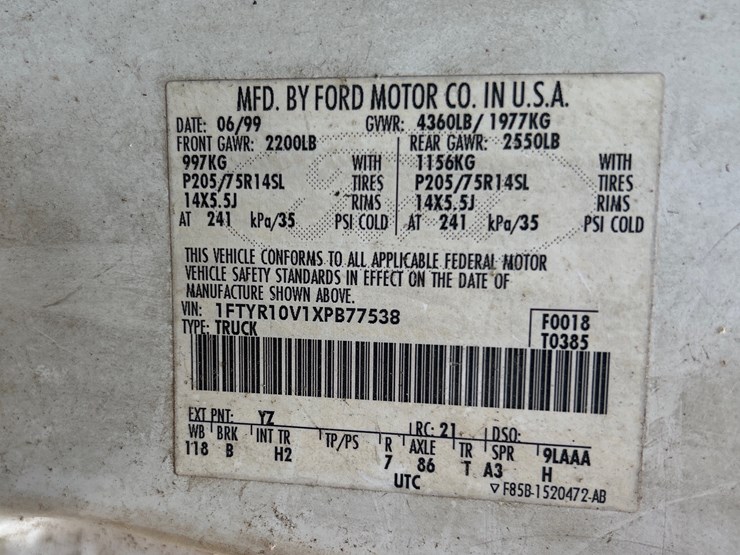 MFD. BY FORD MOTOR CO. IN U.S.A.
DATE: 06/99 GVWR: 4360LB/ 1977KG
FRONT GAWR: 2200LB REAR GAWR: 2550LB
997KG WITH 1156KG WITH
P205/75R14SL TIRES P205/75R14SL TIRES
14X5.5J RIMS 14X5.5J RIMS
AT 241 kPa/35 PSI COLD AT 241 kPa/35 PSI COLD
THIS VEHICLE CONFORMS TO ALL APPLICABLE FEDERAL MOTOR
VEHICLE SAFETY STANDARDS IN EFFECT ON THE DATE OF
MANUFACTURE SHOWN ABOVE.
VIN: 1FTYR10V1XPB77538 F0018
TYPE: TRUCK T0385
EXT PNT: YZ RC: 21 DSO:
WB BRK INT TR TP/PS R AXLE TR SPR 9LAAA
118 B H2 7 86 T A3 H
UTC ▽ F85B-1520472-AB